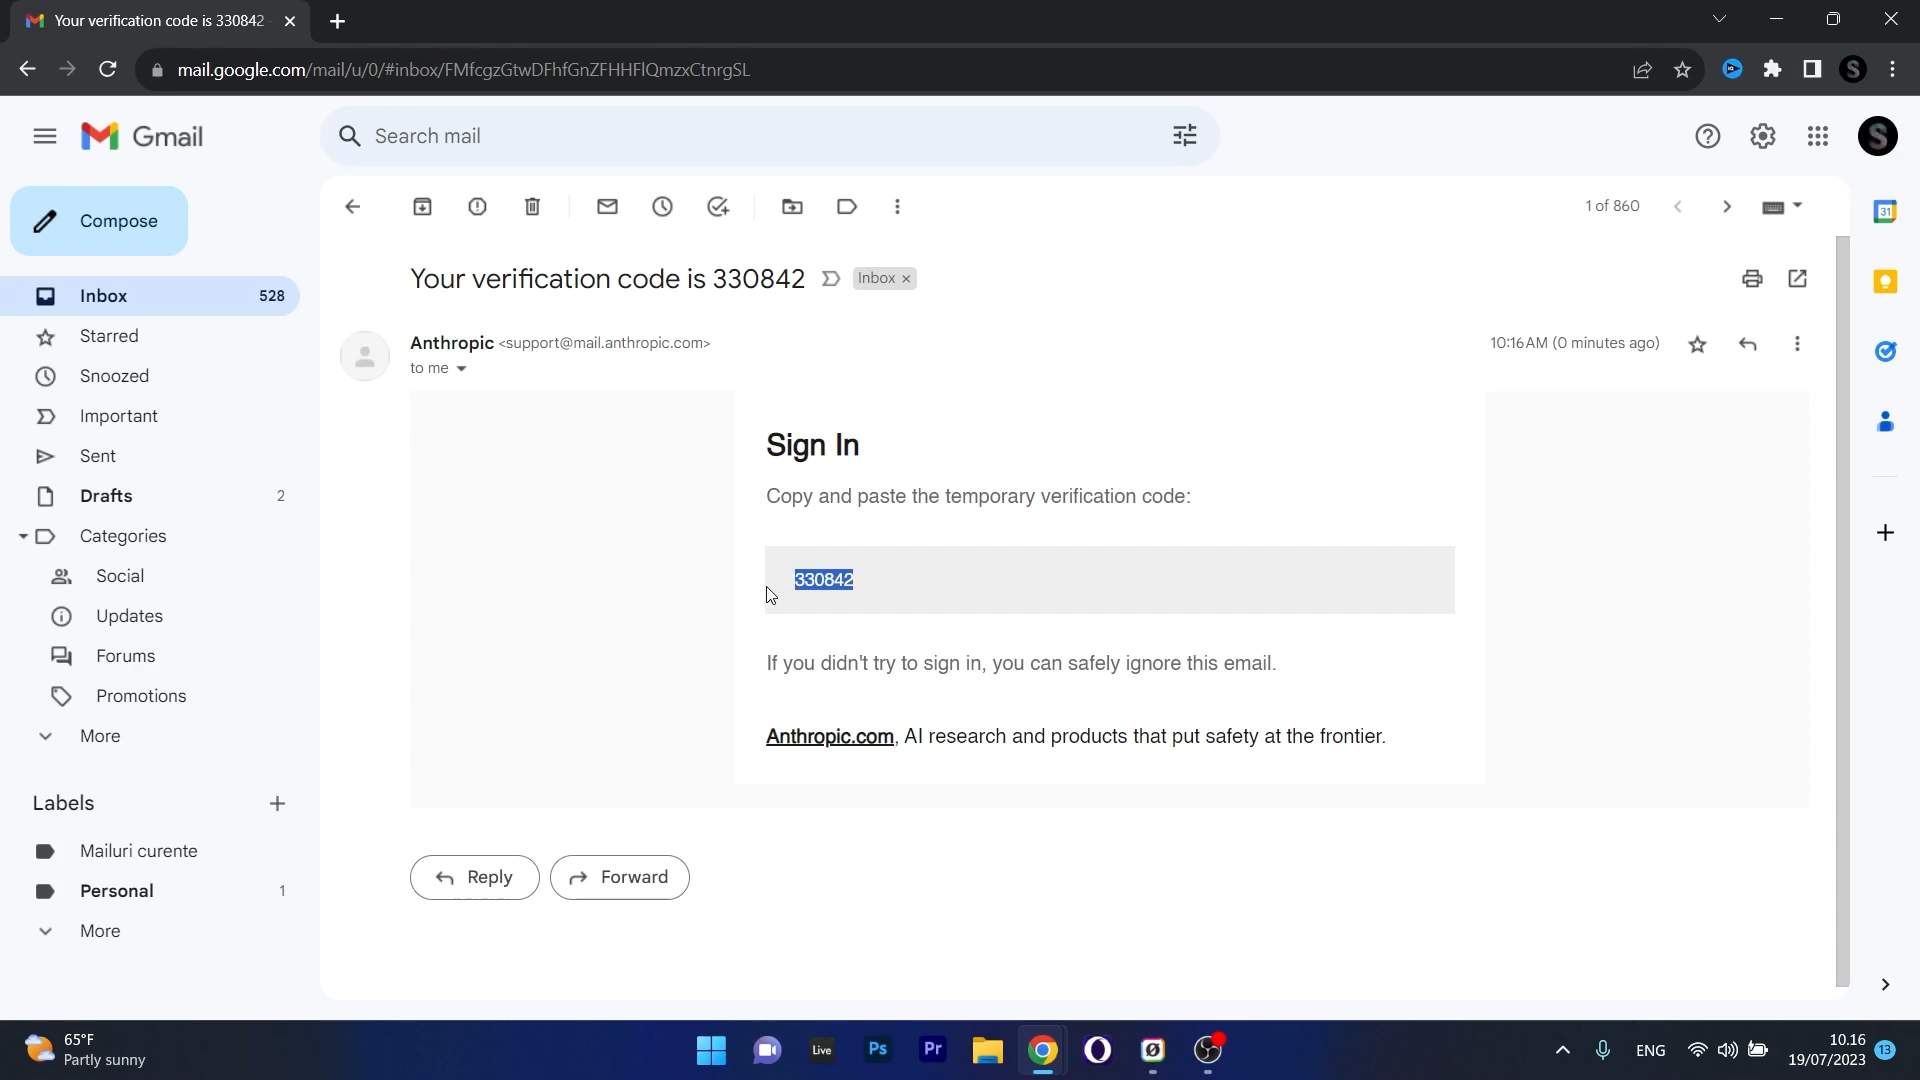 Your verification code is 330842
mail.google.com/mail/u/0/#inbox/FMfcgzGtwDFhfGnZFHHFlQmzxCtnrgSL
S
Gmail
Search mail
S
Compose
1 of 860
31
Your verification code is 330842
Inbox ×
Inbox 528
Starred
Anthropic <support@mail.anthropic.com>
10:16 AM (0 minutes ago)
to me
Snoozed
Important
Sent
Drafts 2
Categories
Social
Updates
Forums
Promotions
More
Sign In
Copy and paste the temporary verification code:
330842
If you didn't try to sign in, you can safely ignore this email.
Anthropic.com, AI research and products that put safety at the frontier.
Labels
Mailuri curente
Personal 1
More
Reply
Forward
65°F
Partly sunny
Live
Ps
Pr
ENG
10.16
19/07/2023
13